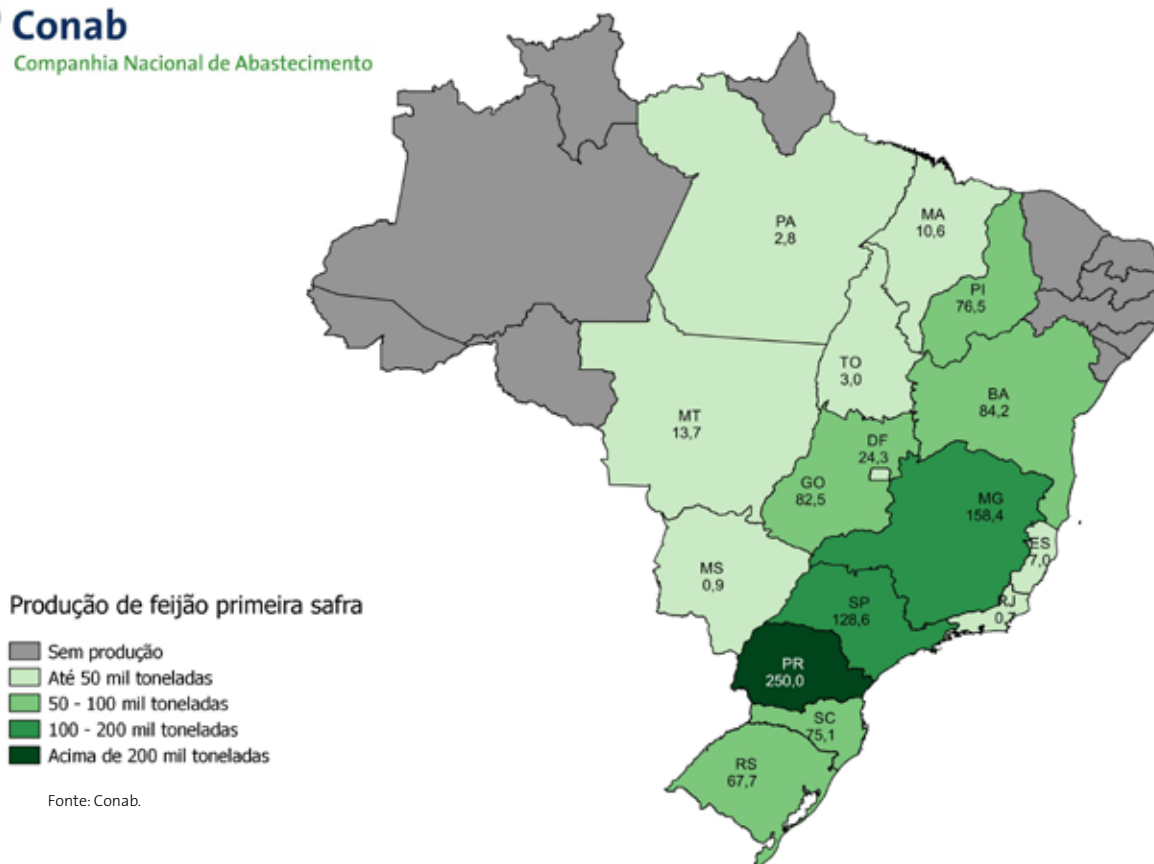 Conab
Companhia Nacional de Abastecimento
PA
2,8
MA
10,6
PI
76,5
TO
3,0
BA
84,2
MT
13,7
DF
24,3
GO
82,5
MG
158,4
ES
7,0
MS
0,9
RJ
SP
128,6
PR
250,0
SC
75,1
RS
67,7
Produção de feijão primeira safra
Sem produção
Até 50 mil toneladas
50 - 100 mil toneladas
100 - 200 mil toneladas
Acima de 200 mil toneladas
Fonte: Conab.